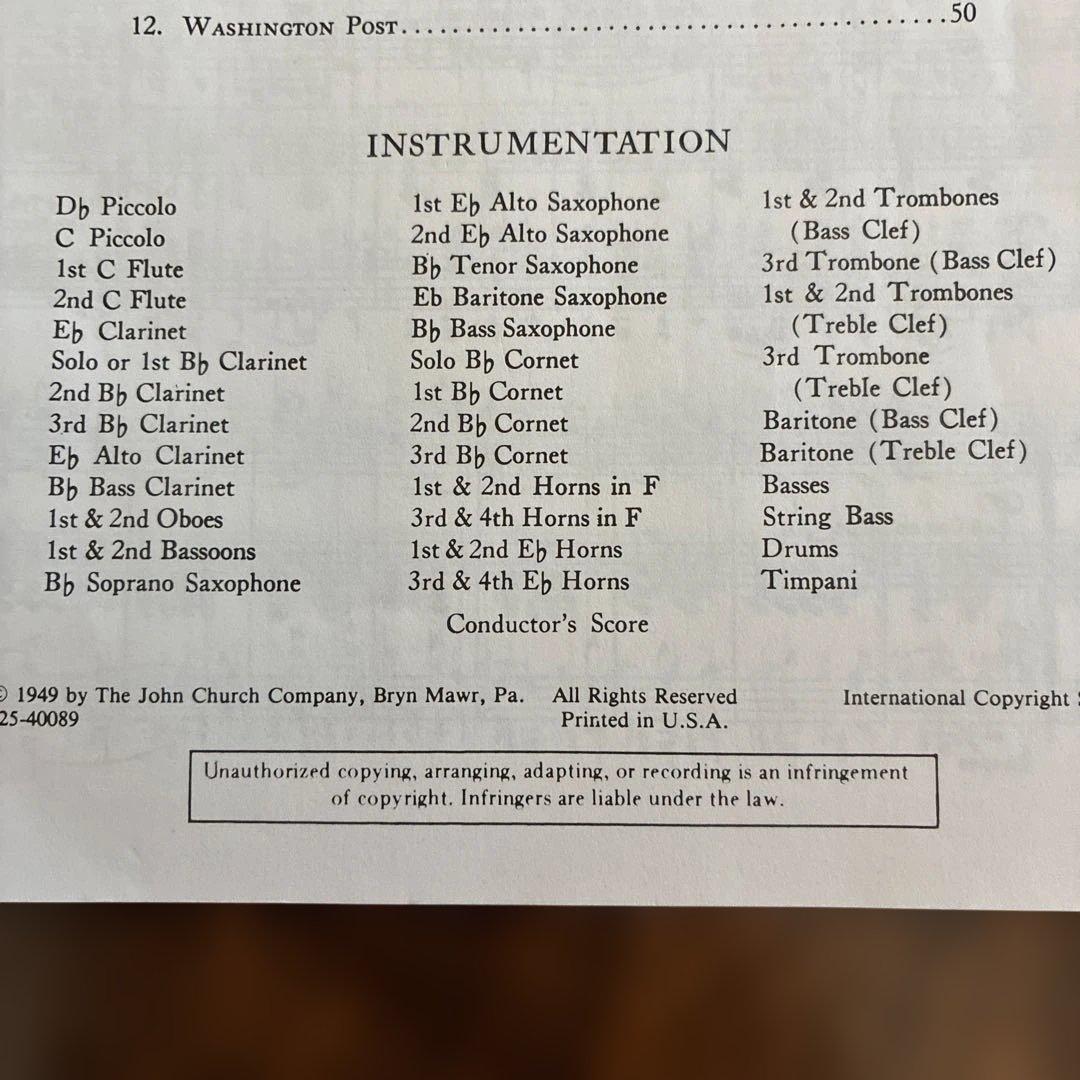 12. WASHINGTON POST..........................................50
INSTRUMENTATION
D♭ Piccolo
C Piccolo
1st C Flute
2nd C Flute
E♭ Clarinet
Solo or 1st B♭ Clarinet
2nd B♭ Clarinet
3rd B♭ Clarinet
E♭ Alto Clarinet
B♭ Bass Clarinet
1st & 2nd Oboes
1st & 2nd Bassoons
B♭ Soprano Saxophone
1st E♭ Alto Saxophone
2nd E♭ Alto Saxophone
B♭ Tenor Saxophone
Eb Baritone Saxophone
B♭ Bass Saxophone
Solo B♭ Cornet
1st B♭ Cornet
2nd B♭ Cornet
3rd B♭ Cornet
1st & 2nd Horns in F
3rd & 4th Horns in F
1st & 2nd E♭ Horns
3rd & 4th E♭ Horns
1st & 2nd Trombones
(Bass Clef)
3rd Trombone (Bass Clef)
1st & 2nd Trombones
(Treble Clef)
3rd Trombone
(Treble Clef)
Baritone (Bass Clef)
Baritone (Treble Clef)
Basses
String Bass
Drums
Timpani
Conductor's Score
© 1949 by The John Church Company, Bryn Mawr, Pa. All Rights Reserved International Copyright
25-40089 Printed in U.S.A.
Unauthorized copying, arranging, adapting, or recording is an infringement
of copyright. Infringers are liable under the law.